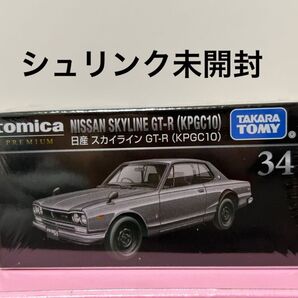 シュリンク未開封
tomica
PREMIUM
NISSAN SKYLINE GT-R (KPGC10)
日産 スカイライン GT-R (KPGC10)
TAKARA
TOMY
34